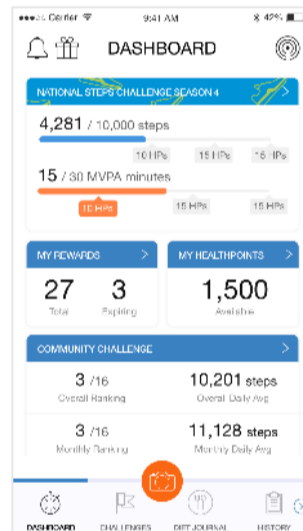 Carrier 9:41 AM 42%
DASHBOARD
NATIONAL STEPS CHALLENGE SEASON 4
4,281 / 10,000 steps
10 HPs 15 HPs 15 HPs
15 / 30 MVPA minutes
10 HPs 15 HPs 15 HPs
MY REWARDS > MY HEALTHPOINTS >
27 3 1,500
Total Expiring Available
COMMUNITY CHALLENGE >
3 /16 10,201 steps
Overall Ranking Overall Daily Avg
3 /16 11,128 steps
Monthly Ranking Monthly Daily Avg
DASHBOARD CHALLENGES DIET JOURNAL HISTORY